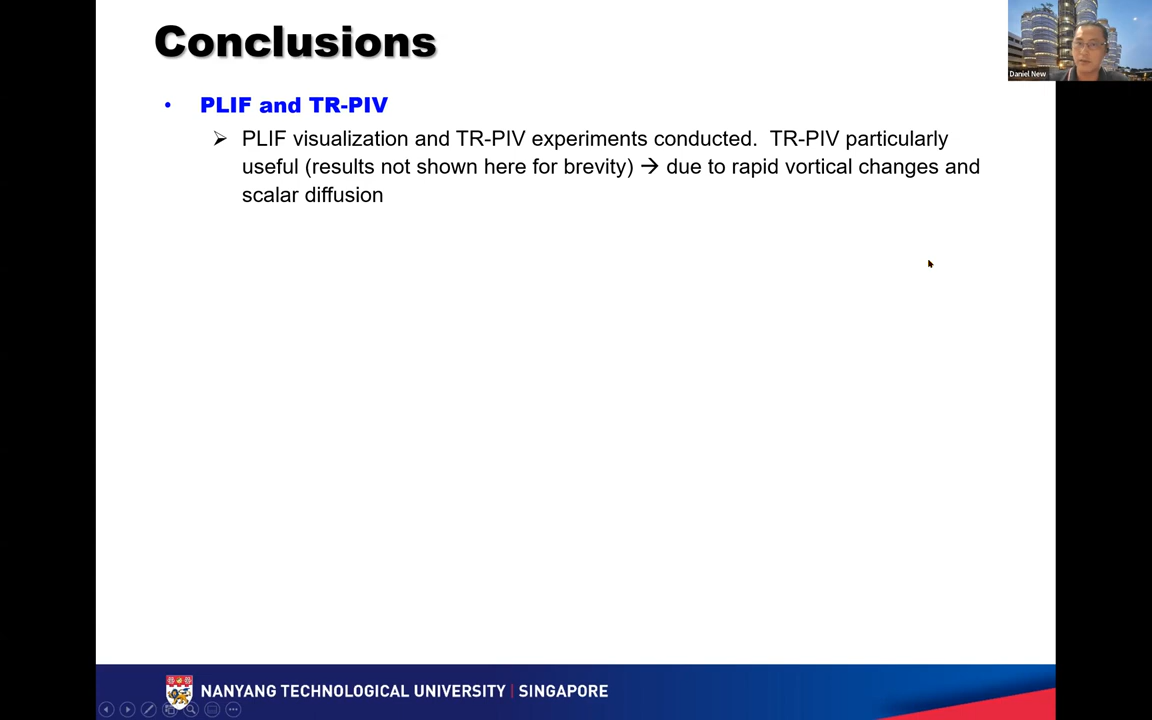 Conclusions
Daniel New
• PLIF and TR-PIV
➢ PLIF visualization and TR-PIV experiments conducted.  TR-PIV particularly
useful (results not shown here for brevity) → due to rapid vortical changes and
scalar diffusion
NANYANG TECHNOLOGICAL UNIVERSITY | SINGAPORE